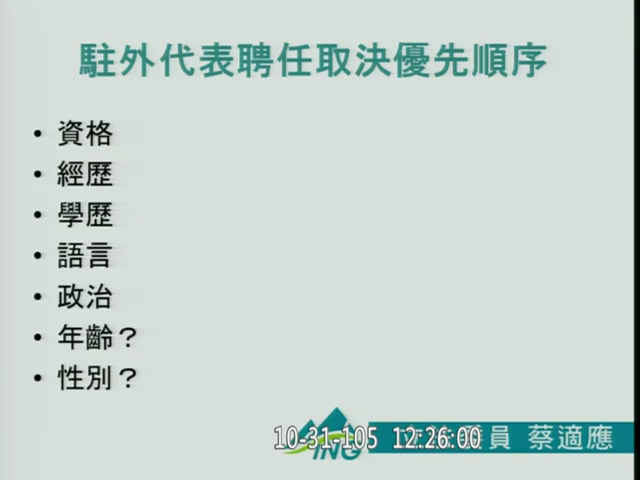 駐外代表聘任取決優先順序
• 資格
• 經歷
• 學歷
• 語言
• 政治
• 年齡？
• 性別？
10-31-105 12:26:00
員 蔡適應
ING